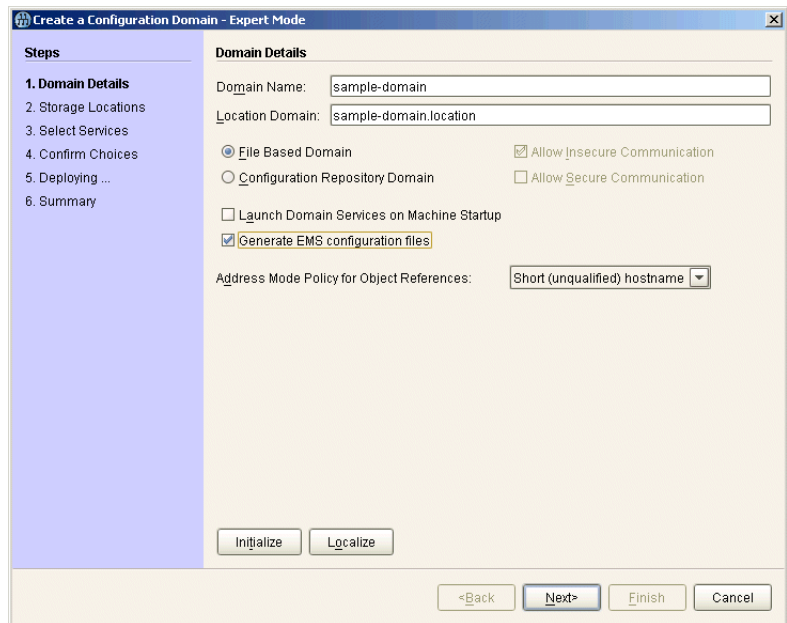 Create a Configuration Domain - Expert Mode
Steps
1. Domain Details
2. Storage Locations
3. Select Services
4. Confirm Choices
5. Deploying ...
6. Summary
Domain Details
Domain Name: sample-domain
Location Domain: sample-domain.location
File Based Domain Allow Insecure Communication
Configuration Repository Domain Allow Secure Communication
Launch Domain Services on Machine Startup
Generate EMS configuration files
Address Mode Policy for Object References: Short (unqualified) hostname
Initialize Localize
<Back Next> Finish Cancel